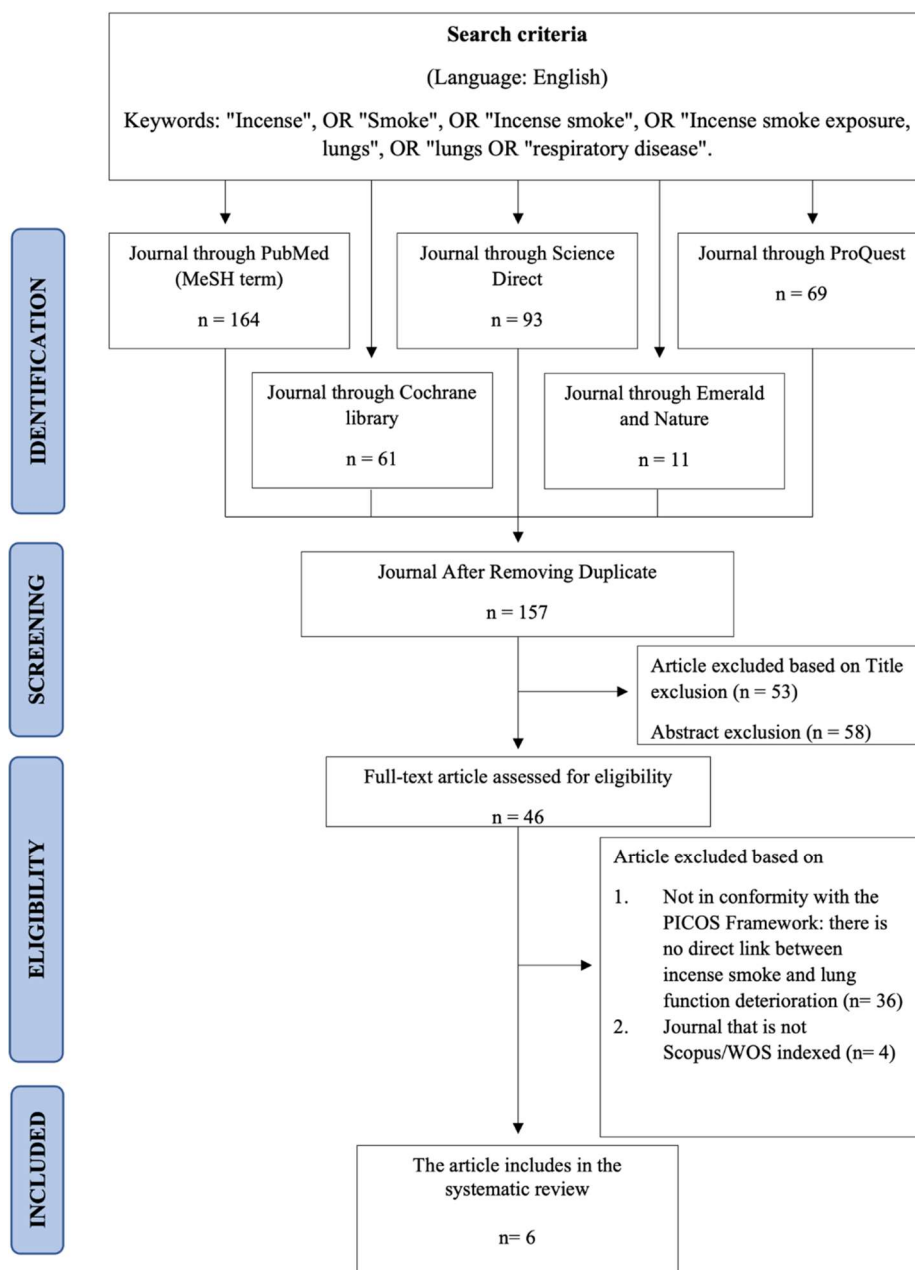 Search criteria
(Language: English)
Keywords: "Incense", OR "Smoke", OR "Incense smoke", OR "Incense smoke exposure,
lungs", OR "lungs OR "respiratory disease".
IDENTIFICATION
Journal through PubMed
(MeSH term)
n = 164
Journal through Science
Direct
n = 93
Journal through ProQuest
n = 69
Journal through Cochrane
library
n = 61
Journal through Emerald
and Nature
n = 11
SCREENING
Journal After Removing Duplicate
n = 157
Article excluded based on Title
exclusion (n = 53)
Abstract exclusion (n = 58)
ELIGIBILITY
Full-text article assessed for eligibility
n = 46
Article excluded based on
1. Not in conformity with the
PICOS Framework: there is
no direct link between
incense smoke and lung
function deterioration (n= 36)
2. Journal that is not
Scopus/WOS indexed (n= 4)
INCLUDED
The article includes in the
systematic review
n= 6